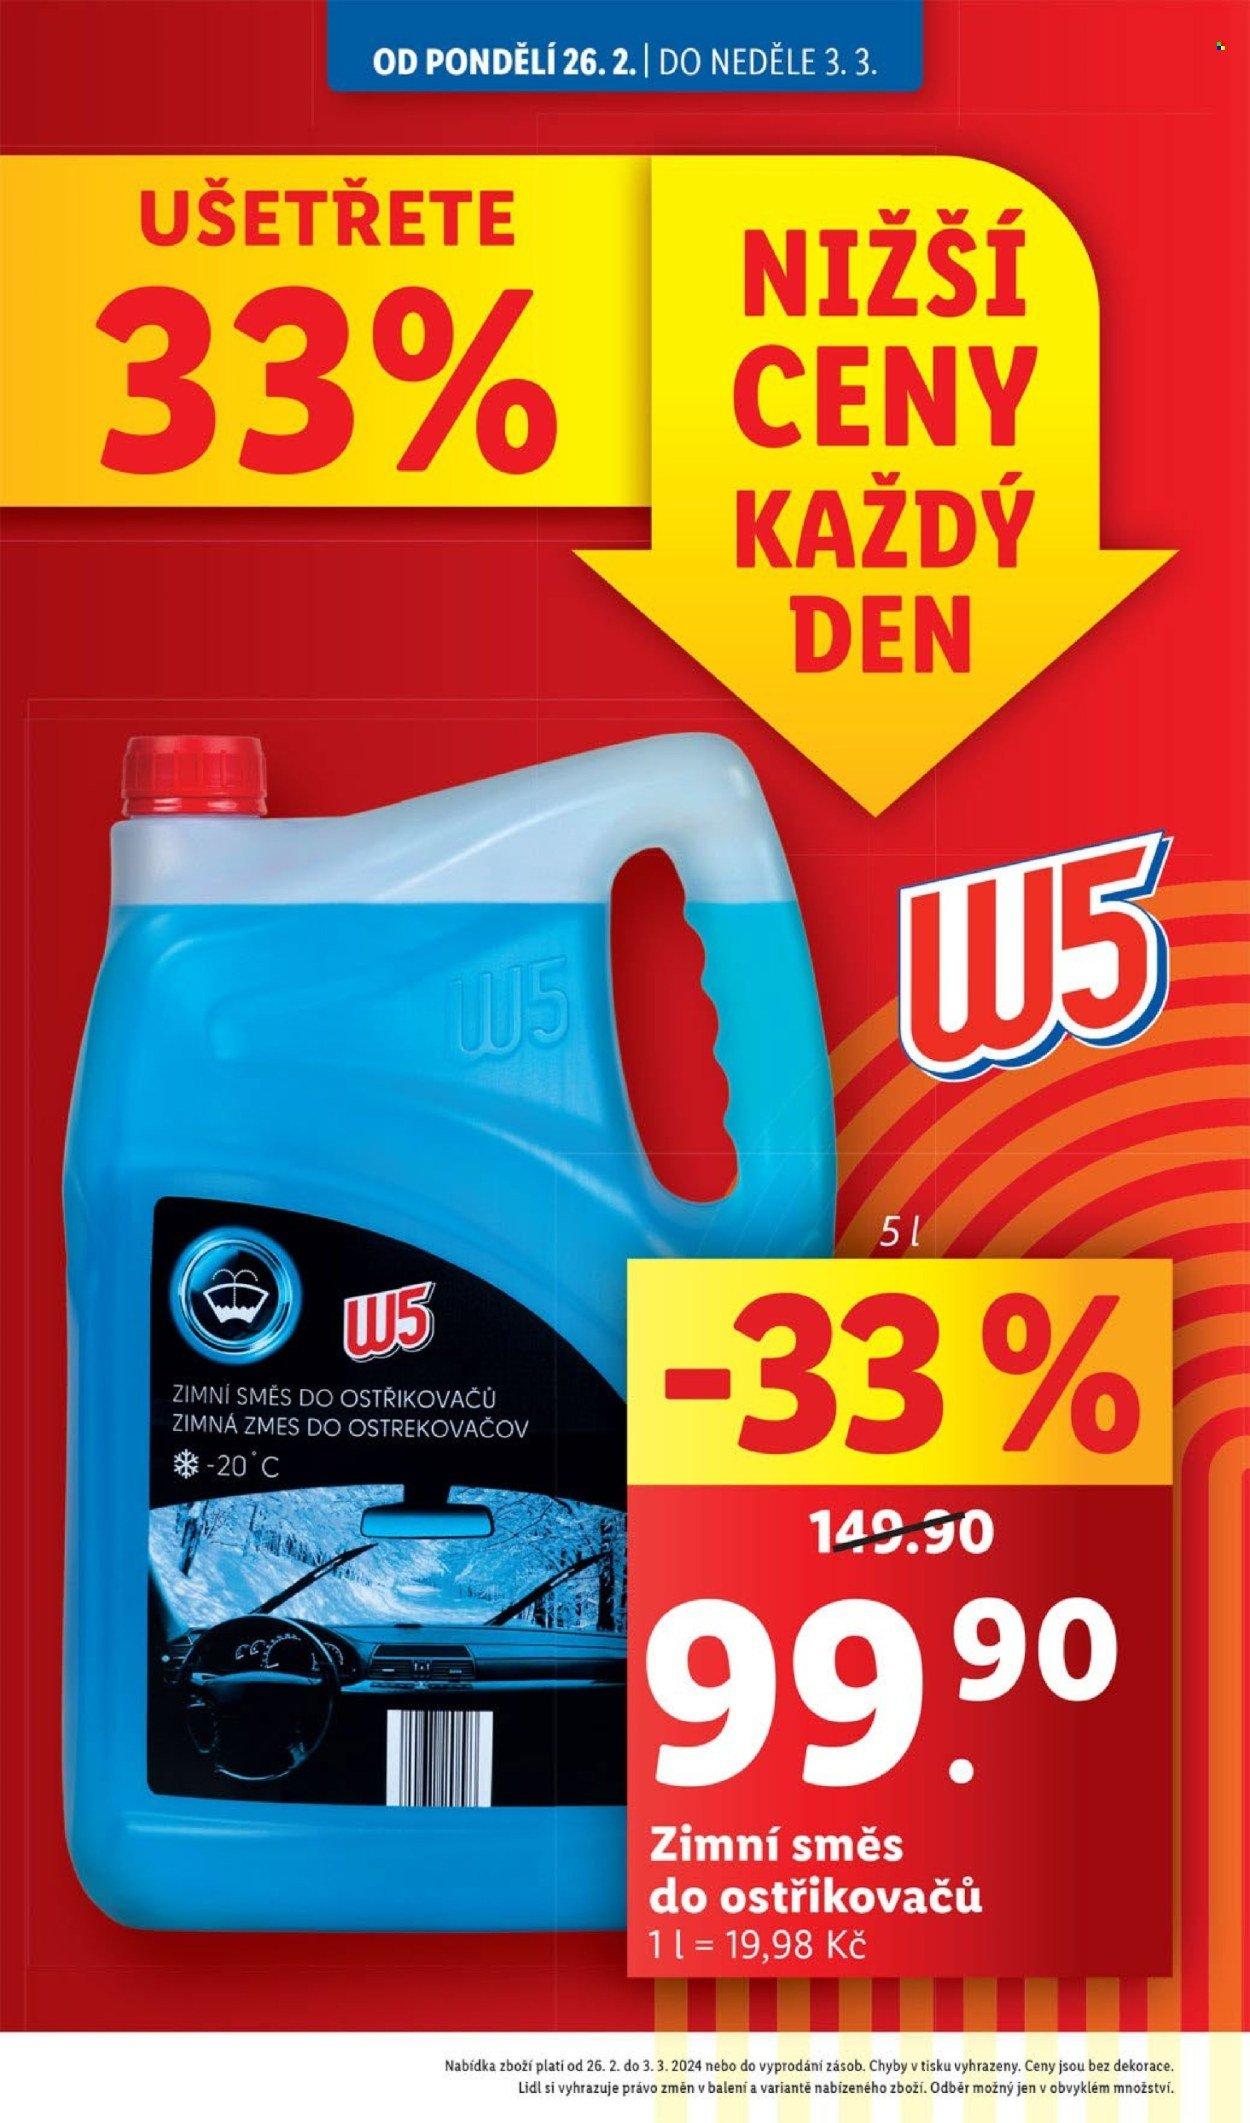 OD PONDĚLÍ 26. 2. | DO NEDĚLE 3. 3.
UŠETŘETE
33%
NIŽŠÍ
CENY
KAŽDÝ
DEN
W5
W5
5 l
W5
ZIMNÍ SMĚS DO OSTŘIKOVAČŮ
ZIMNÁ ZMES DO OSTREKOVAČOV
-20°C
-33 %
149.90
99.90
Zimní směs
do ostřikovačů
1 l = 19,98 Kč
Nabídka zboží platí od 26. 2. do 3. 3. 2024 nebo do vyprodání zásob. Chyby v tisku vyhrazeny. Ceny jsou bez dekorace.
Lidl si vyhrazuje právo změn v balení a variantě nabízeného zboží. Odběr možný jen v obvyklém množství.